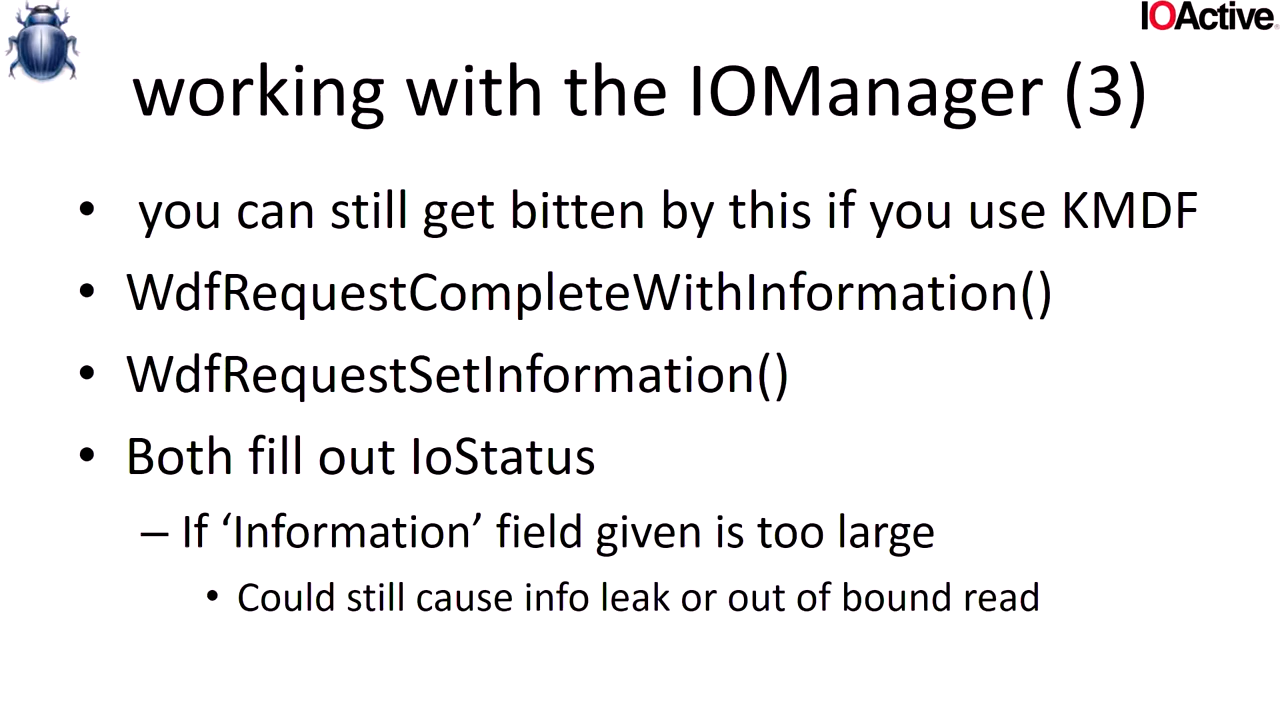 IOActive
working with the IOManager (3)
• you can still get bitten by this if you use KMDF
• WdfRequestCompleteWithInformation()
• WdfRequestSetInformation()
• Both fill out IoStatus
– If ‘Information’ field given is too large
• Could still cause info leak or out of bound read